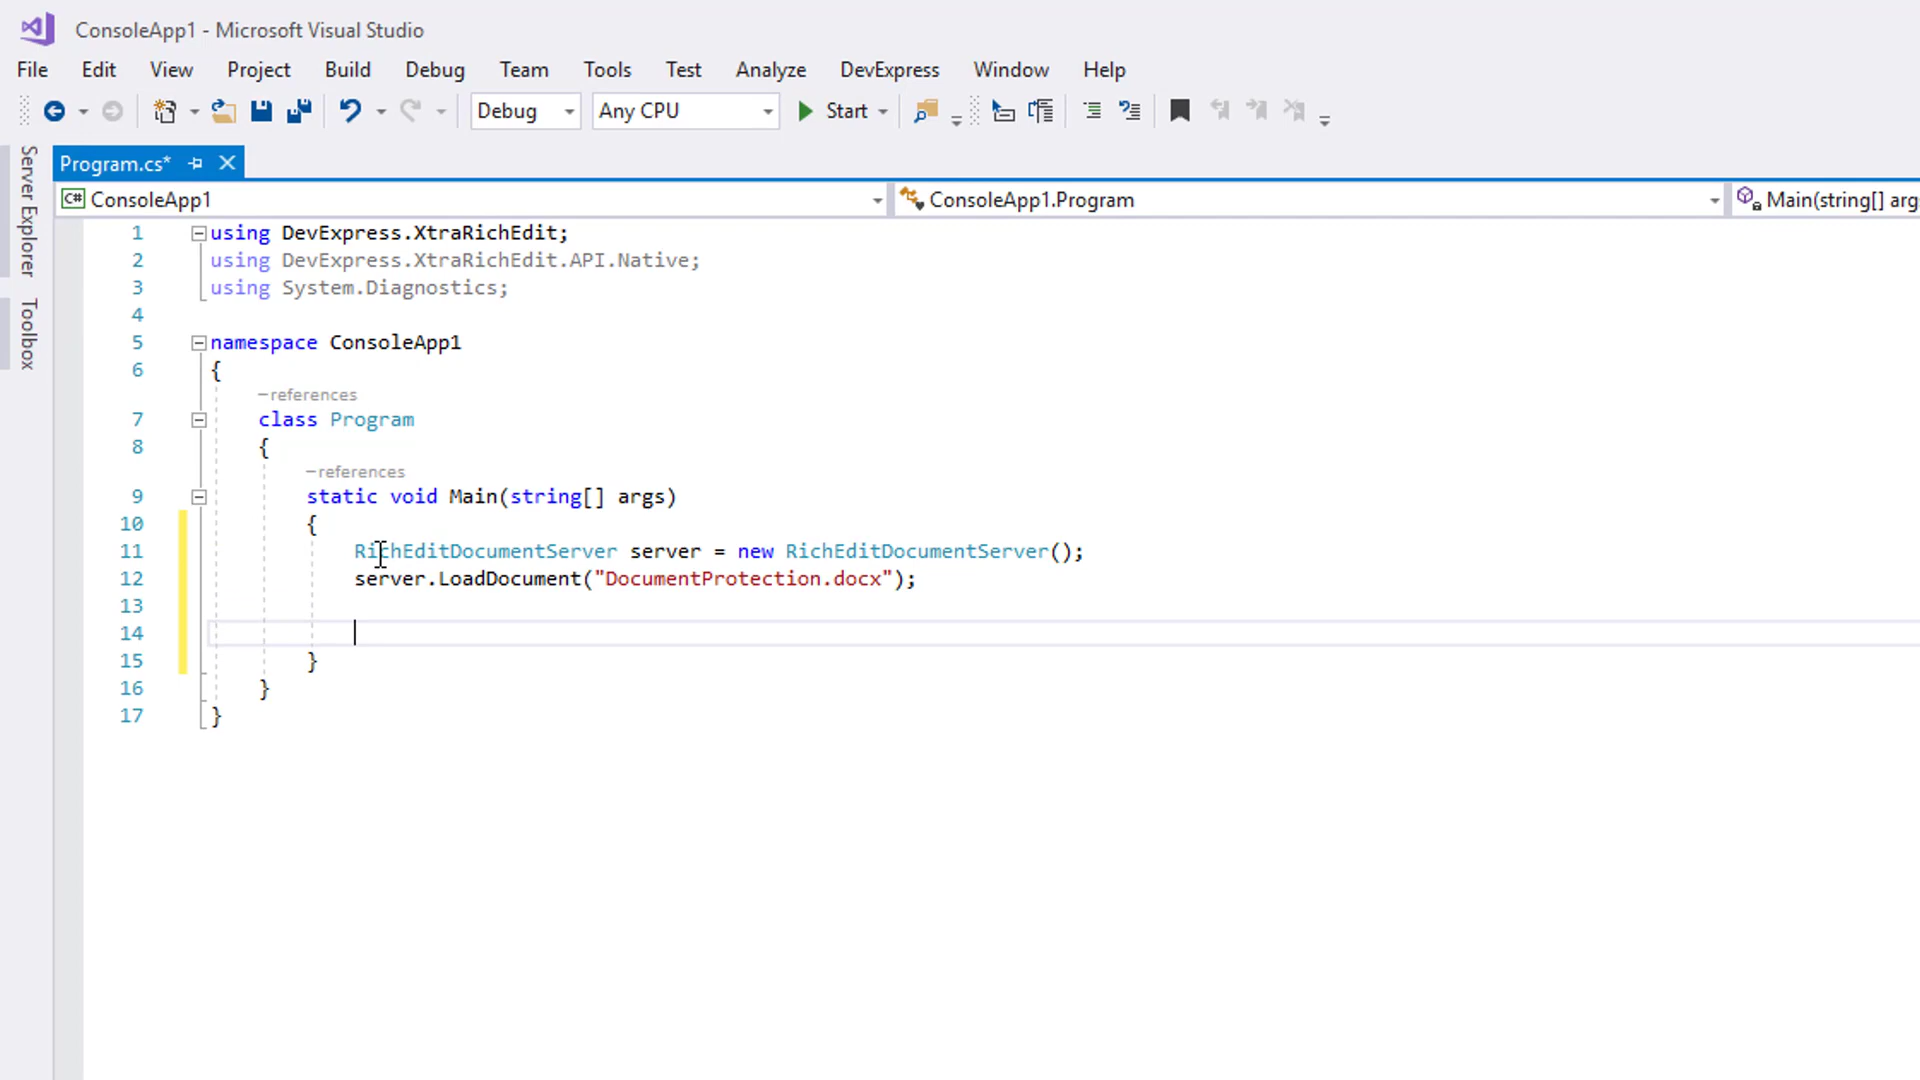 ConsoleApp1 - Microsoft Visual Studio
File Edit View Project Build Debug Team Tools Test Analyze DevExpress Window Help
Debug Any CPU Start
Server Explorer
Toolbox
Program.cs*
C# ConsoleApp1 ConsoleApp1.Program Main(string[] arg
1 using DevExpress.XtraRichEdit;
2 using DevExpress.XtraRichEdit.API.Native;
3 using System.Diagnostics;
4
5 namespace ConsoleApp1
6 {
-references
7 class Program
8 {
-references
9 static void Main(string[] args)
10 {
11 RichEditDocumentServer server = new RichEditDocumentServer();
12 server.LoadDocument("DocumentProtection.docx");
13
14
15 }
16 }
17 }